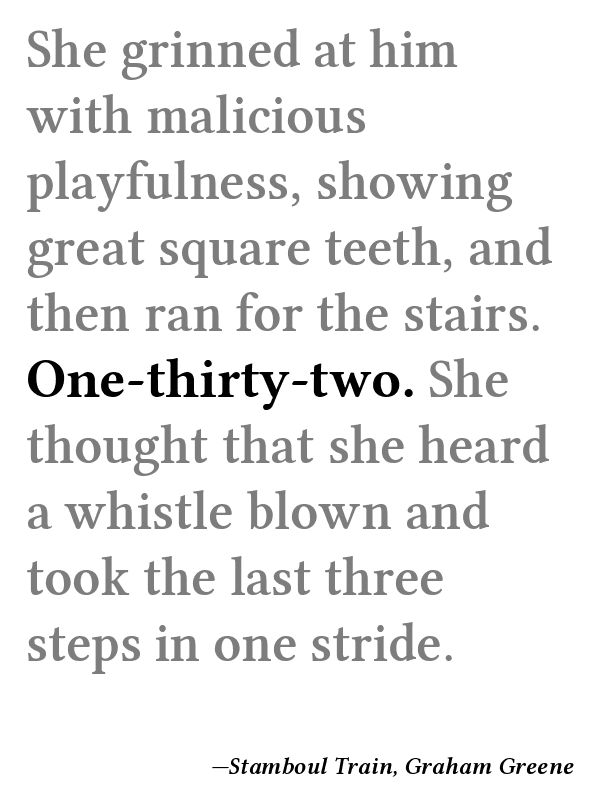 She grinned at him
with malicious
playfulness, showing
great square teeth, and
then ran for the stairs.
One-thirty-two. She
thought that she heard
a whistle blown and
took the last three
steps in one stride.
—Stamboul Train, Graham Greene